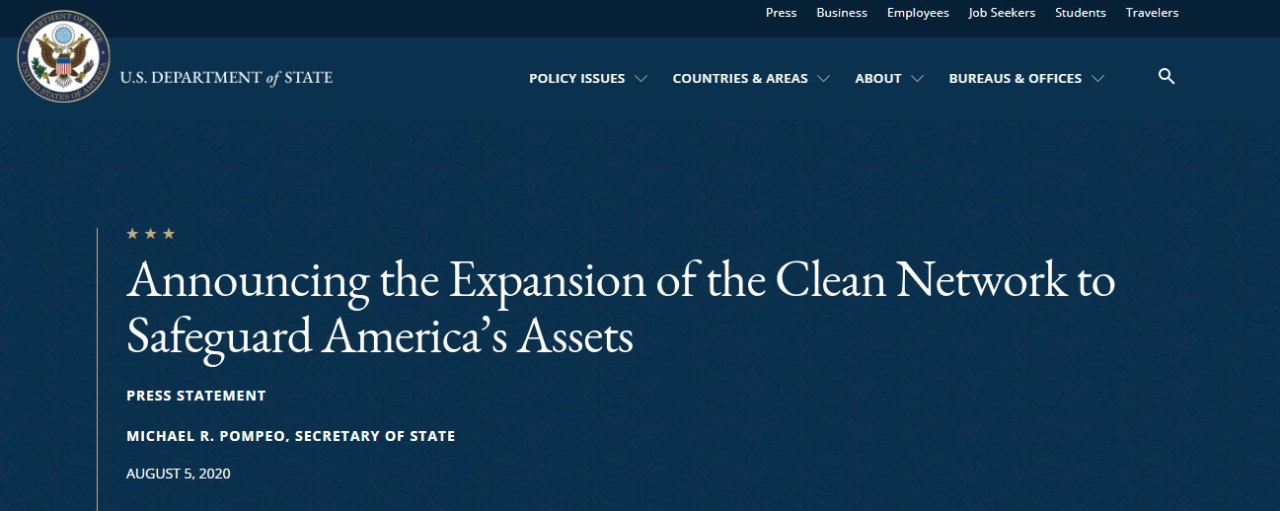 Press Business Employees Job Seekers Students Travelers
DEPARTMENT OF STATE
UNITED STATES OF AMERICA
U.S. DEPARTMENT of STATE
POLICY ISSUES COUNTRIES & AREAS ABOUT BUREAUS & OFFICES
Announcing the Expansion of the Clean Network to
Safeguard America’s Assets
PRESS STATEMENT
MICHAEL R. POMPEO, SECRETARY OF STATE
AUGUST 5, 2020